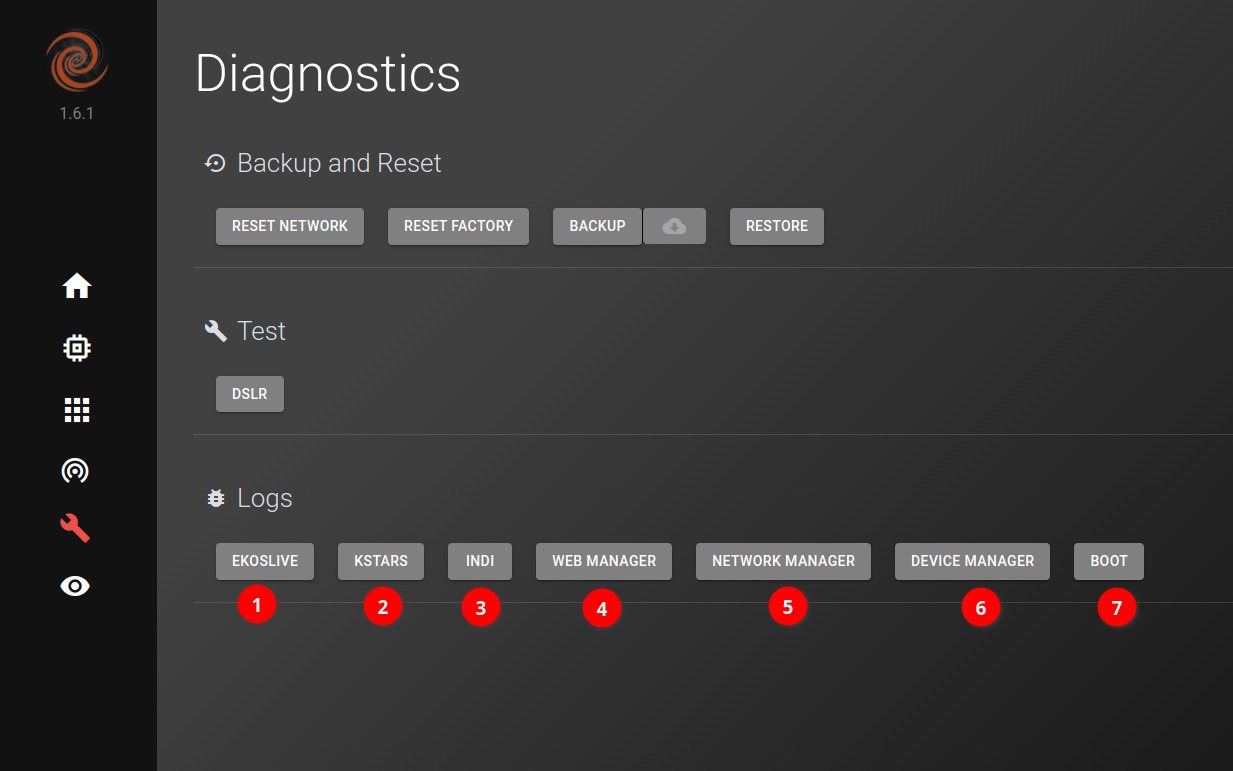 1.6.1
Diagnostics
Backup and Reset
RESET NETWORK RESET FACTORY BACKUP RESTORE
Test
DSLR
Logs
EKOSLIVE KSTARS INDI WEB MANAGER NETWORK MANAGER DEVICE MANAGER BOOT
1 2 3 4 5 6 7